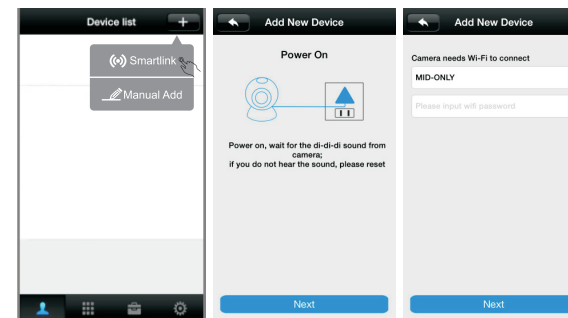 Device list
+
Smartlink
Manual Add
Add New Device
Power On
Power on, wait for the di-di-di sound from
camera;
if you do not hear the sound, please reset
Next
Add New Device
Camera needs Wi-Fi to connect
MID-ONLY
Please input wifi password
Next